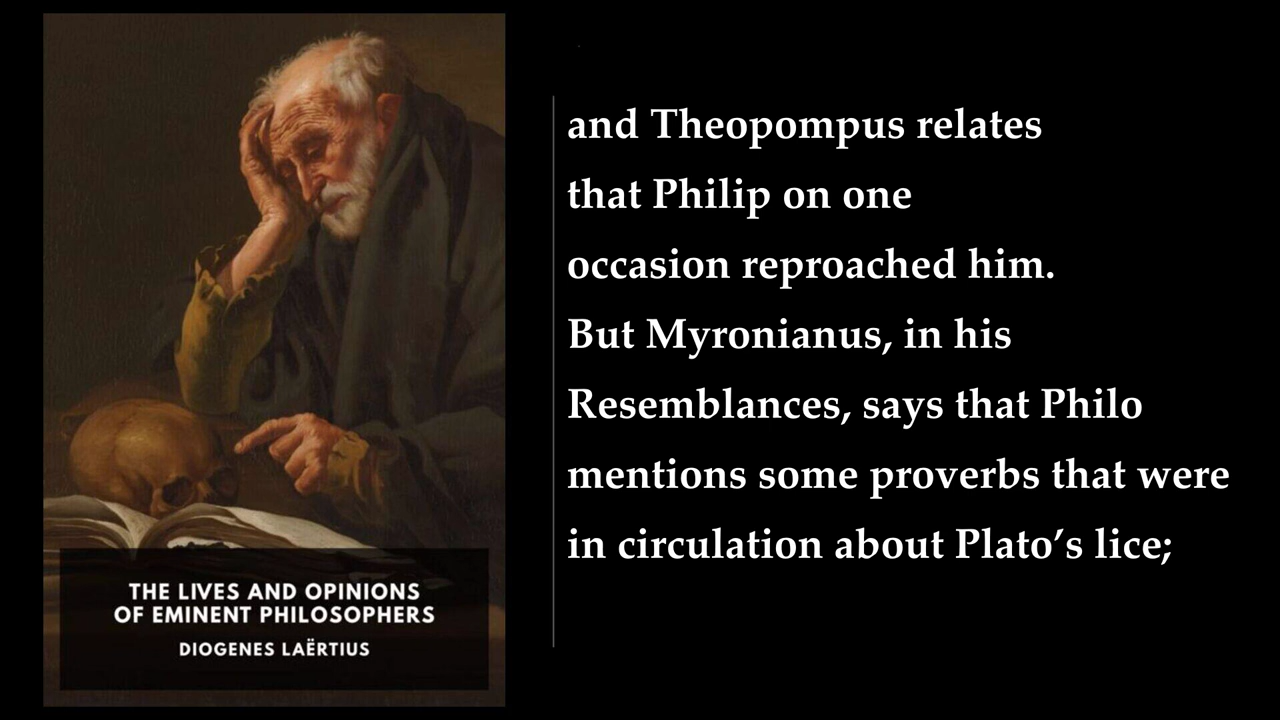 and Theopompus relates
that Philip on one
occasion reproached him.
But Myronianus, in his
Resemblances, says that Philo
mentions some proverbs that were
in circulation about Plato’s lice;
THE LIVES AND OPINIONS
OF EMINENT PHILOSOPHERS
DIOGENES LAËRTIUS